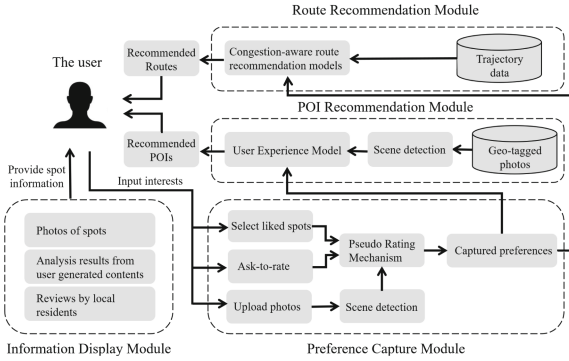 Route Recommendation Module
The user
Recommended
Routes
Congestion-aware route
recommendation models
Trajectory
data
POI Recommendation Module
Recommended
POIs
User Experience Model
Scene detection
Geo-tagged
photos
Provide spot
information
Input interests
Photos of spots
Analysis results from
user generated contents
Reviews by local
residents
Select liked spots
Ask-to-rate
Upload photos
Pseudo Rating
Mechanism
Scene detection
Captured preferences
Information Display Module
Preference Capture Module